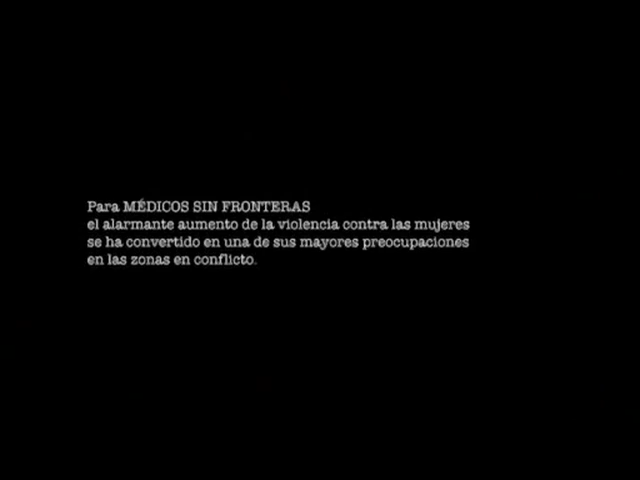 Para MÉDICOS SIN FRONTERAS
el alarmante aumento de la violencia contra las mujeres
se ha convertido en una de sus mayores preocupaciones
en las zonas en conflicto.